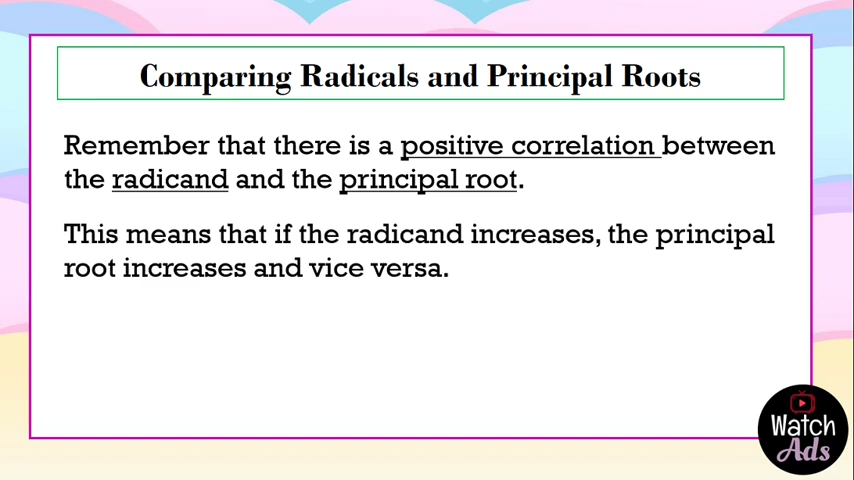 Comparing Radicals and Principal Roots
Remember that there is a positive correlation between
the radicand and the principal root.
This means that if the radicand increases, the principal
root increases and vice versa.
Watch
Ads